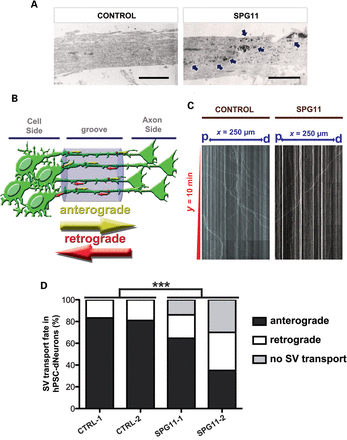 A
CONTROL
SPG11
B
Cell Side
groove
Axon Side
anterograde
retrograde
C
CONTROL
SPG11
p x = 250 µm d
p x = 250 µm d
y = 10 min
D
***
SV transport fate in
hPSC-dNeurons (%)
100
80
60
40
20
0
CTRL-1
CTRL-2
SPG11-1
SPG11-2
anterograde
retrograde
no SV transport